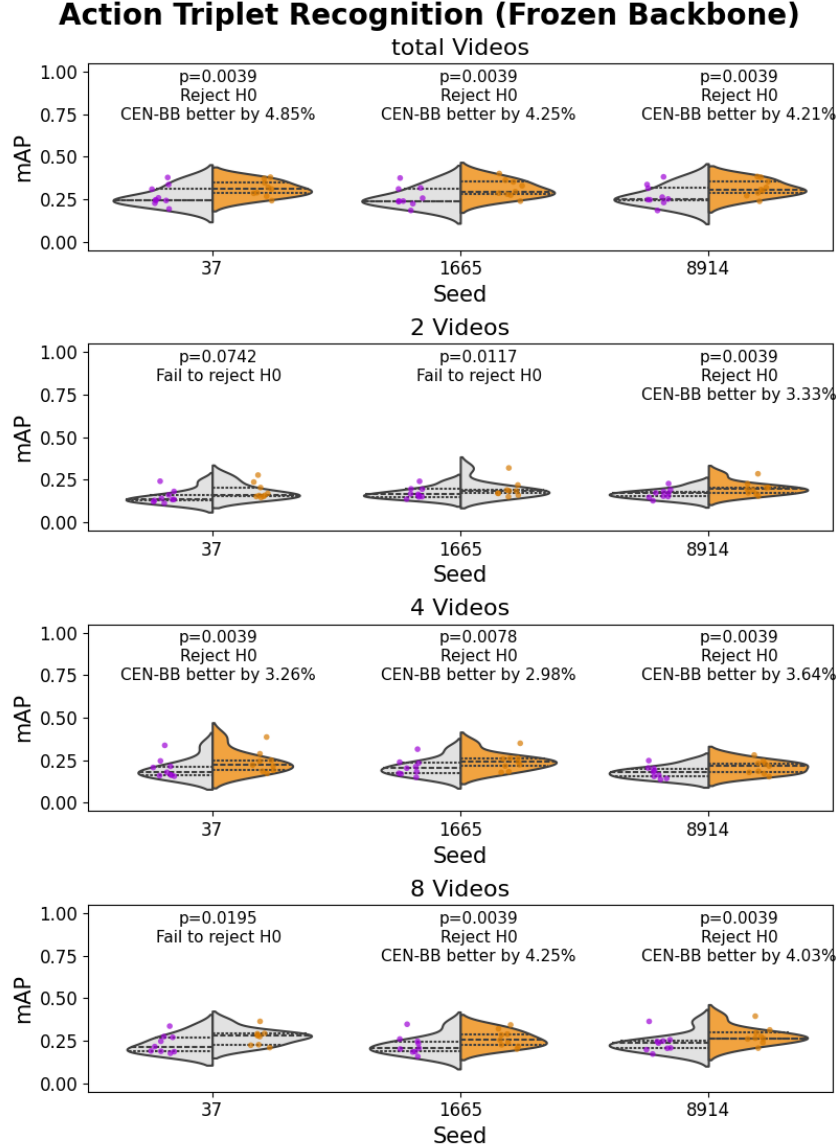 Action Triplet Recognition (Frozen Backbone)
total Videos
p=0.0039 p=0.0039 p=0.0039
Reject H0 Reject H0 Reject H0
CEN-BB better by 4.85% CEN-BB better by 4.25% CEN-BB better by 4.21%
mAP
1.00
0.75
0.50
0.25
0.00
37 1665 8914
Seed
2 Videos
p=0.0742 p=0.0117 p=0.0039
Fail to reject H0 Fail to reject H0 Reject H0
CEN-BB better by 3.33%
mAP
1.00
0.75
0.50
0.25
0.00
37 1665 8914
Seed
4 Videos
p=0.0039 p=0.0078 p=0.0039
Reject H0 Reject H0 Reject H0
CEN-BB better by 3.26% CEN-BB better by 2.98% CEN-BB better by 3.64%
mAP
1.00
0.75
0.50
0.25
0.00
37 1665 8914
Seed
8 Videos
p=0.0195 p=0.0039 p=0.0039
Fail to reject H0 Reject H0 Reject H0
CEN-BB better by 4.25% CEN-BB better by 4.03%
mAP
1.00
0.75
0.50
0.25
0.00
37 1665 8914
Seed